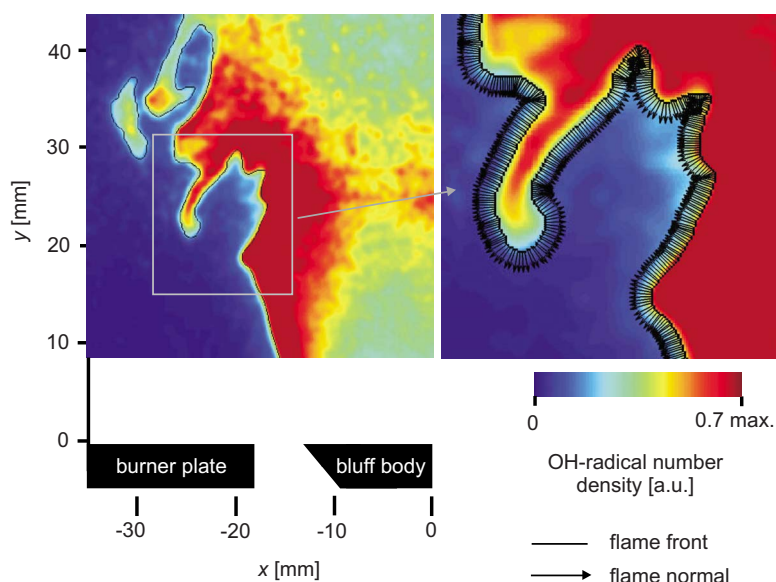 40
30
20
10
0
y [mm]
burner plate
bluff body
-30
-20
-10
0
x [mm]
0
0.7 max.
OH-radical number
density [a.u.]
flame front
flame normal